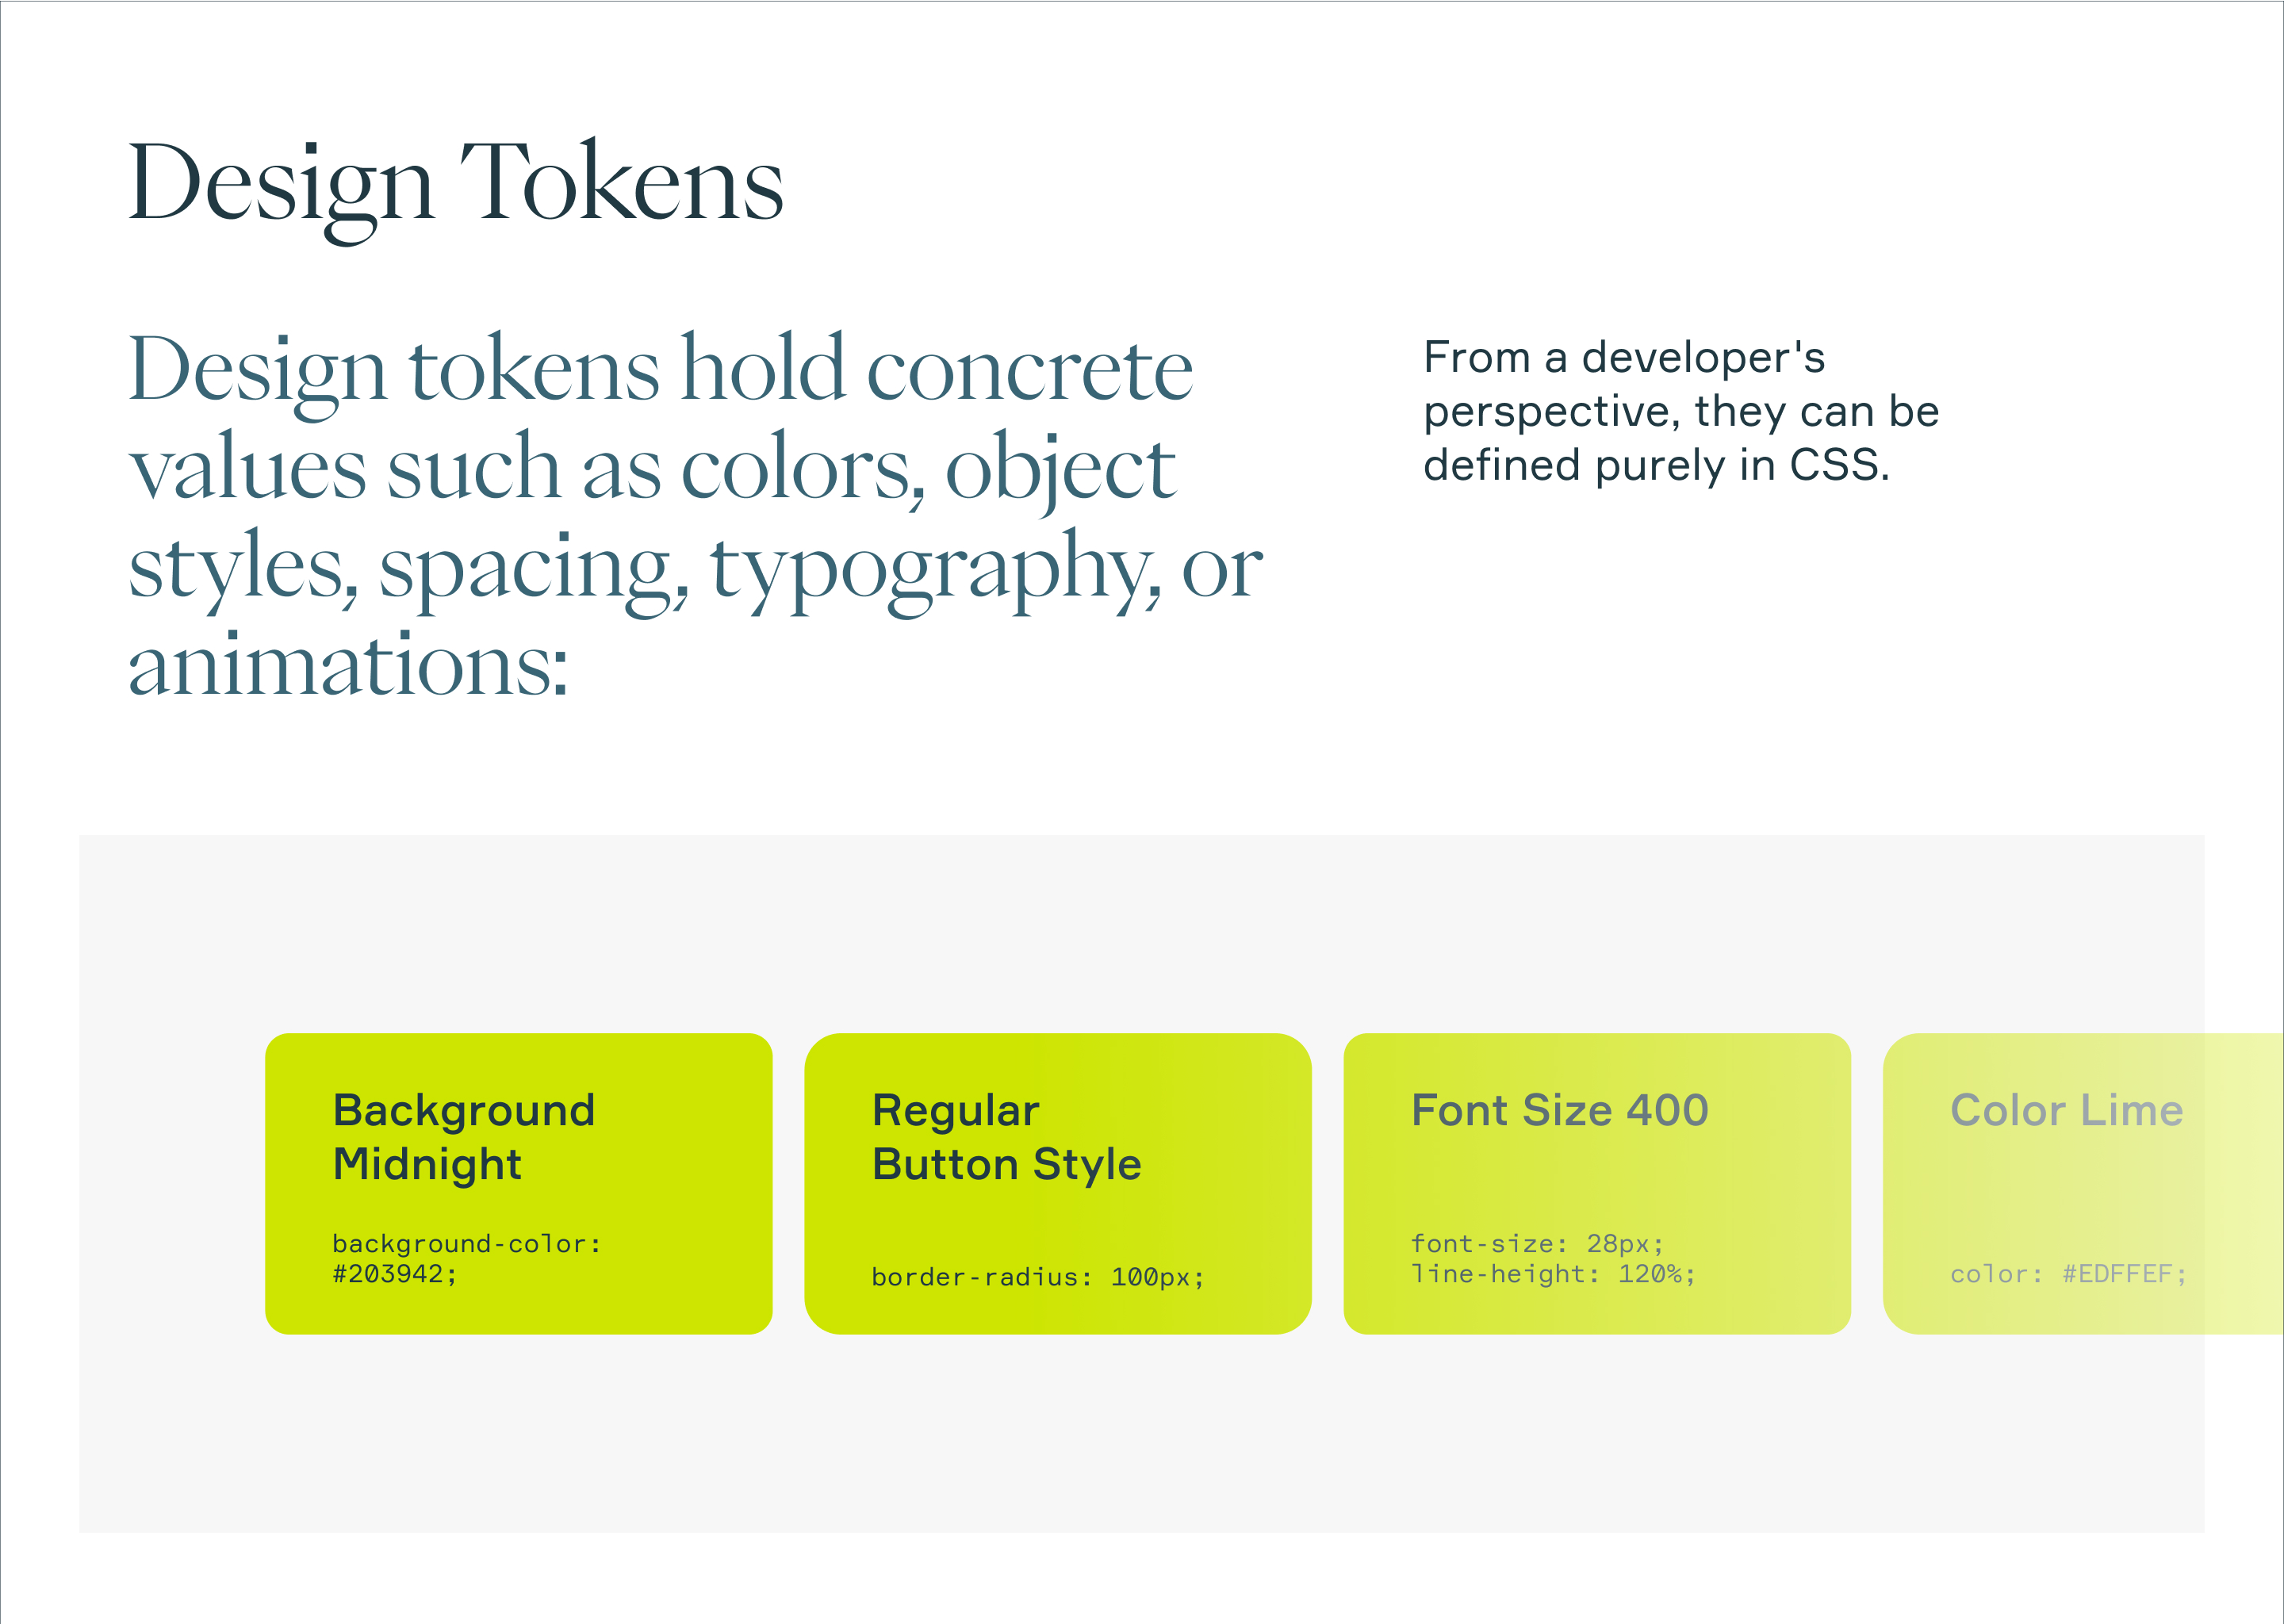 Design Tokens
Design tokens hold concrete
values such as colors, object
styles, spacing, typography, or
animations:
From a developer's
perspective, they can be
defined purely in CSS.
Background
Midnight
background-color:
#203942;
Regular
Button Style
border-radius: 100px;
Font Size 400
font-size: 28px;
line-height: 120%;
Color Lime
color: #EDFFEF;